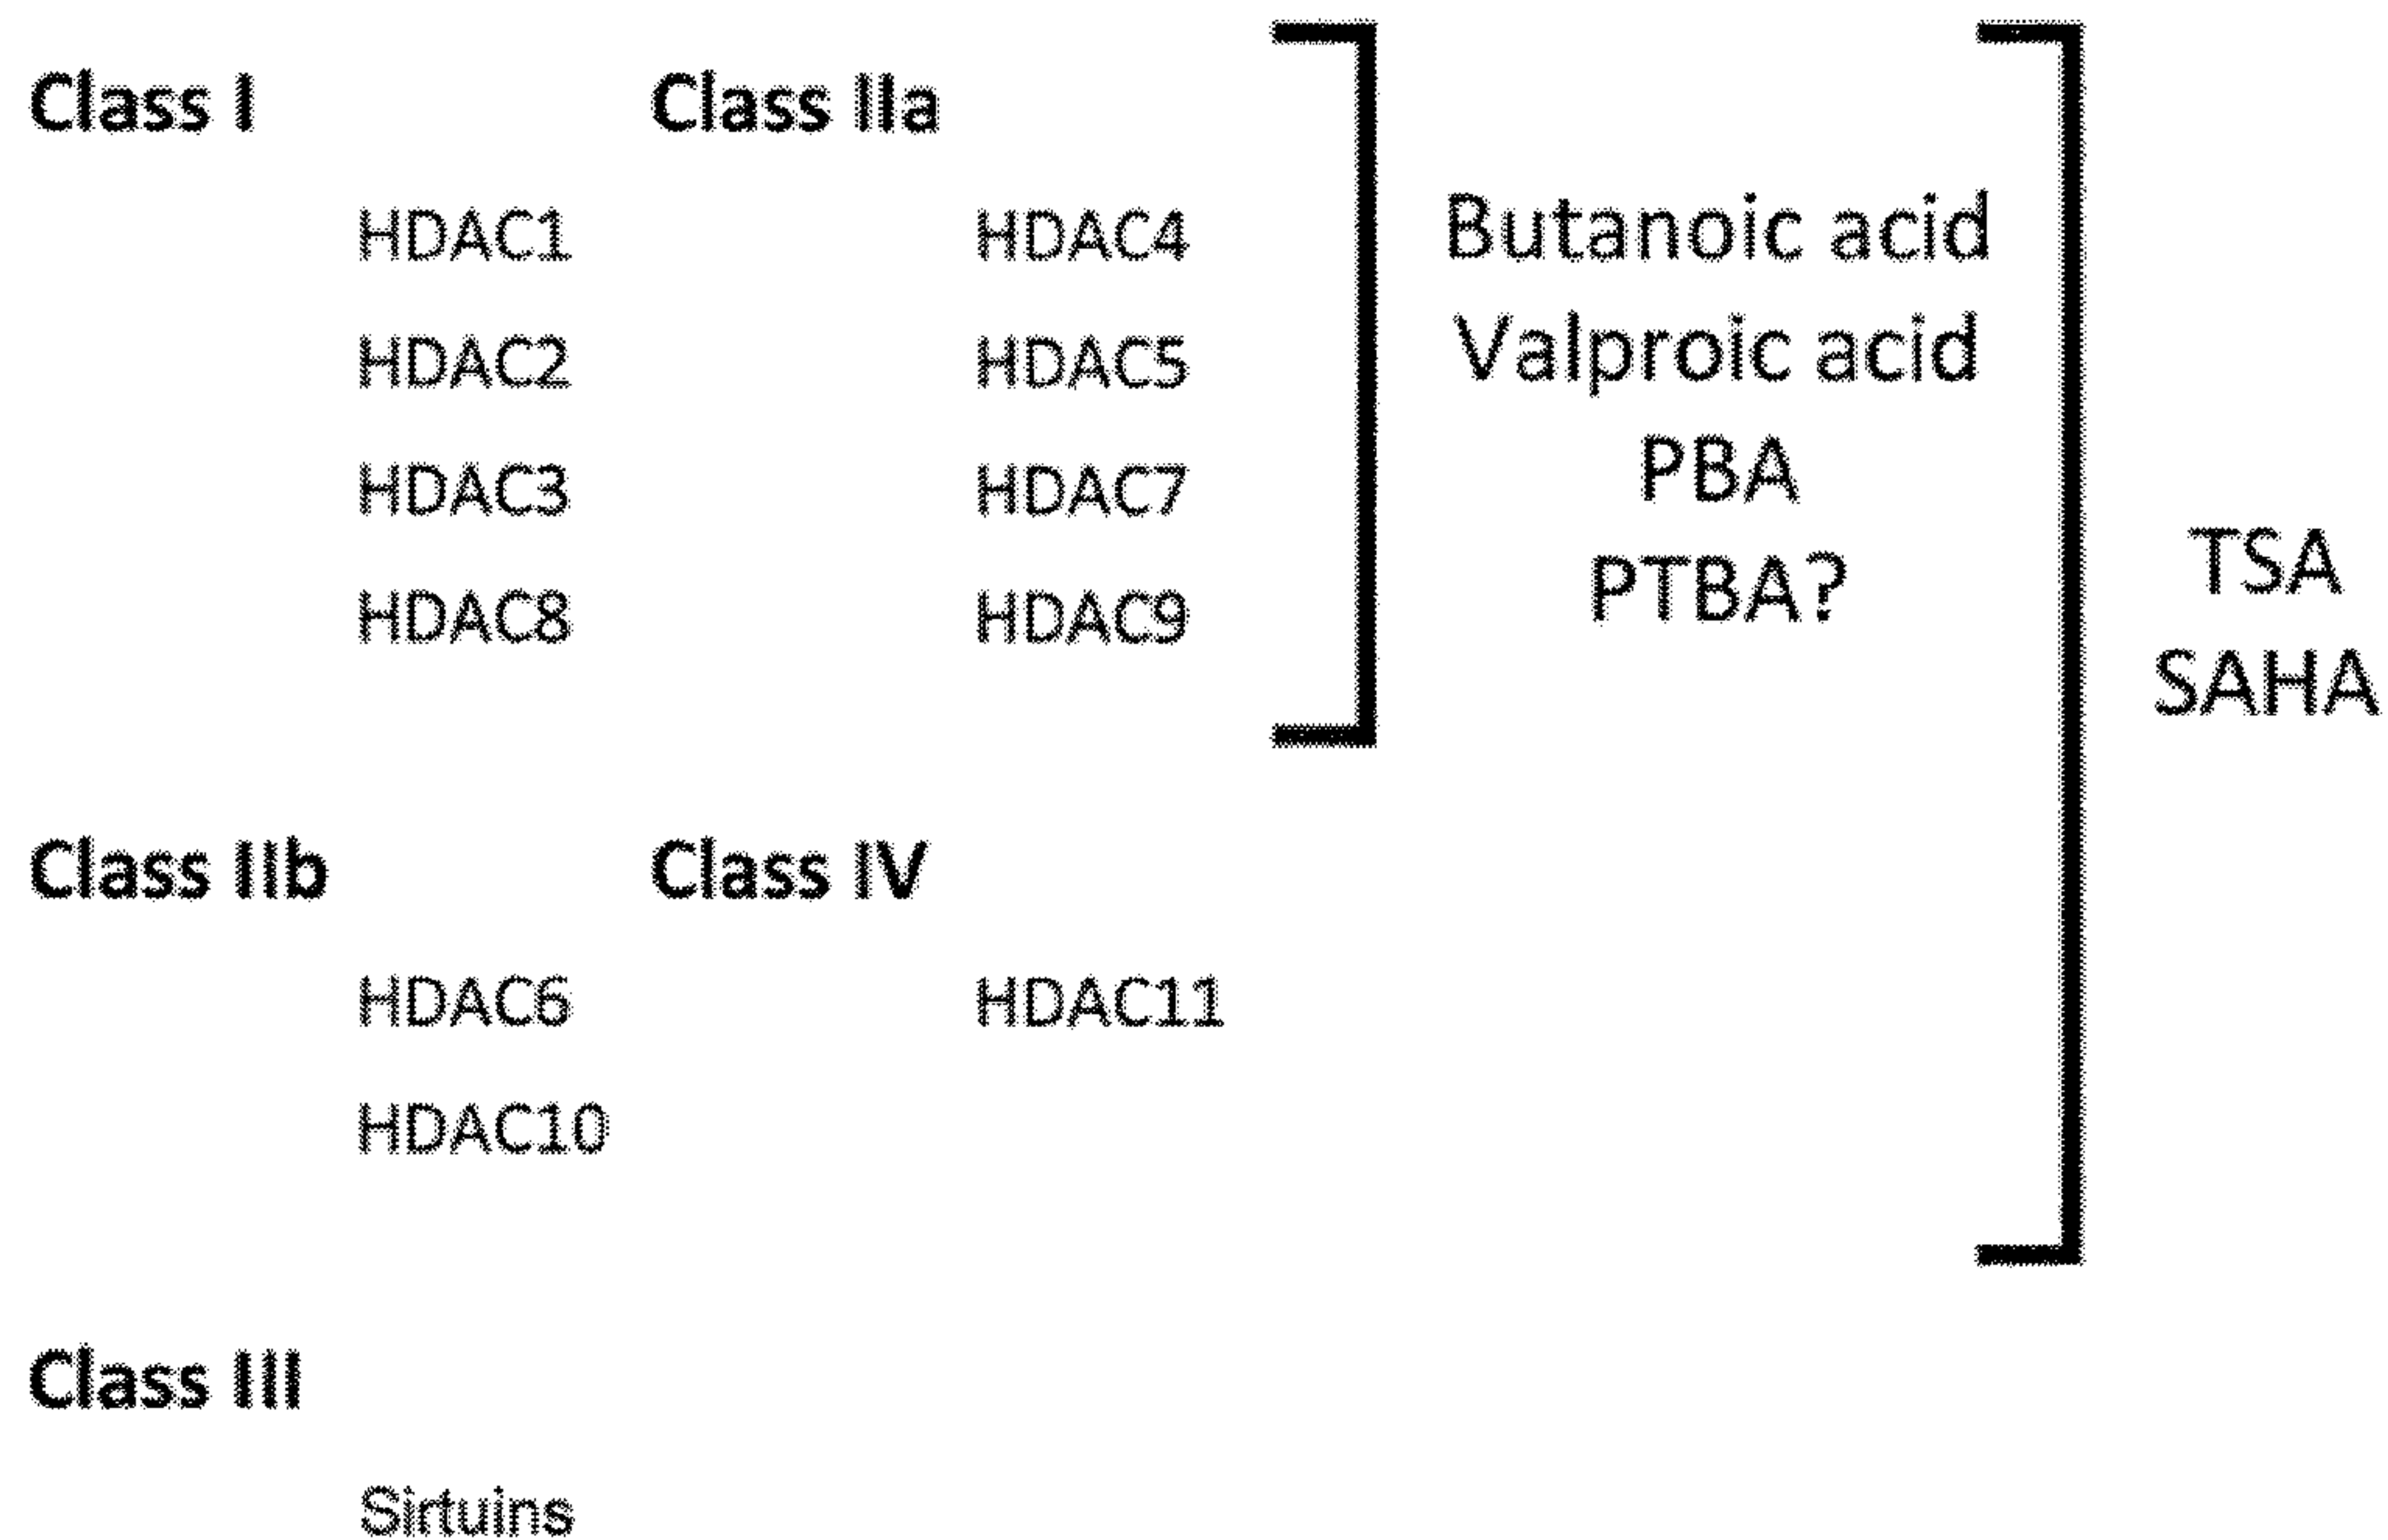 Class I
HDAC1
HDAC2
HDAC3
HDAC8
Class IIa
HDAC4
HDAC5
HDAC7
HDAC9
Butanoic acid
Valproic acid
PBA
PTBA?
TSA
SAHA
Class IIb
HDAC6
HDAC10
Class IV
HDAC11
Class III
Sirtuins